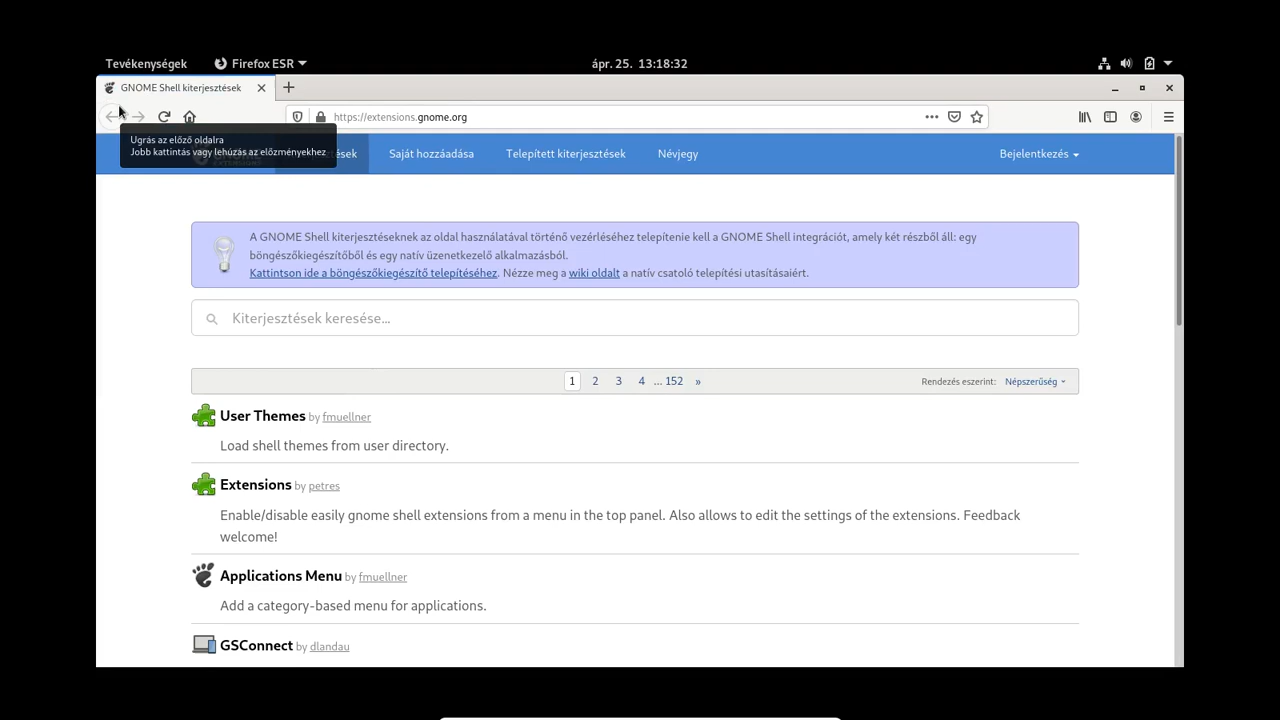 Tevékenységek Firefox ESR ápr. 25. 13:18:32
GNOME Shell kiterjesztések
https://extensions.gnome.org
Ugrás az előző oldalra
Jobb kattintás vagy lehúzás az előzményekhez
Saját hozzáadása Telepített kiterjesztések Névjegy Bejelentkezés
A GNOME Shell kiterjesztéseknek az oldal használatával történő vezérléséhez telepítenie kell a GNOME Shell integrációt, amely két részből áll: egy
böngészőkiegészítőből és egy natív üzenetkezelő alkalmazásból.
Kattintson ide a böngészőkiegészítő telepítéséhez. Nézze meg a wiki oldalt a natív csatoló telepítési utasításaiért.
Kiterjesztések keresése...
1 2 3 4 ... 152 » Rendezés eszerint: Népszerűség
User Themes by fmuellner
Load shell themes from user directory.
Extensions by petres
Enable/disable easily gnome shell extensions from a menu in the top panel. Also allows to edit the settings of the extensions. Feedback
welcome!
Applications Menu by fmuellner
Add a category-based menu for applications.
GSConnect by dlandau